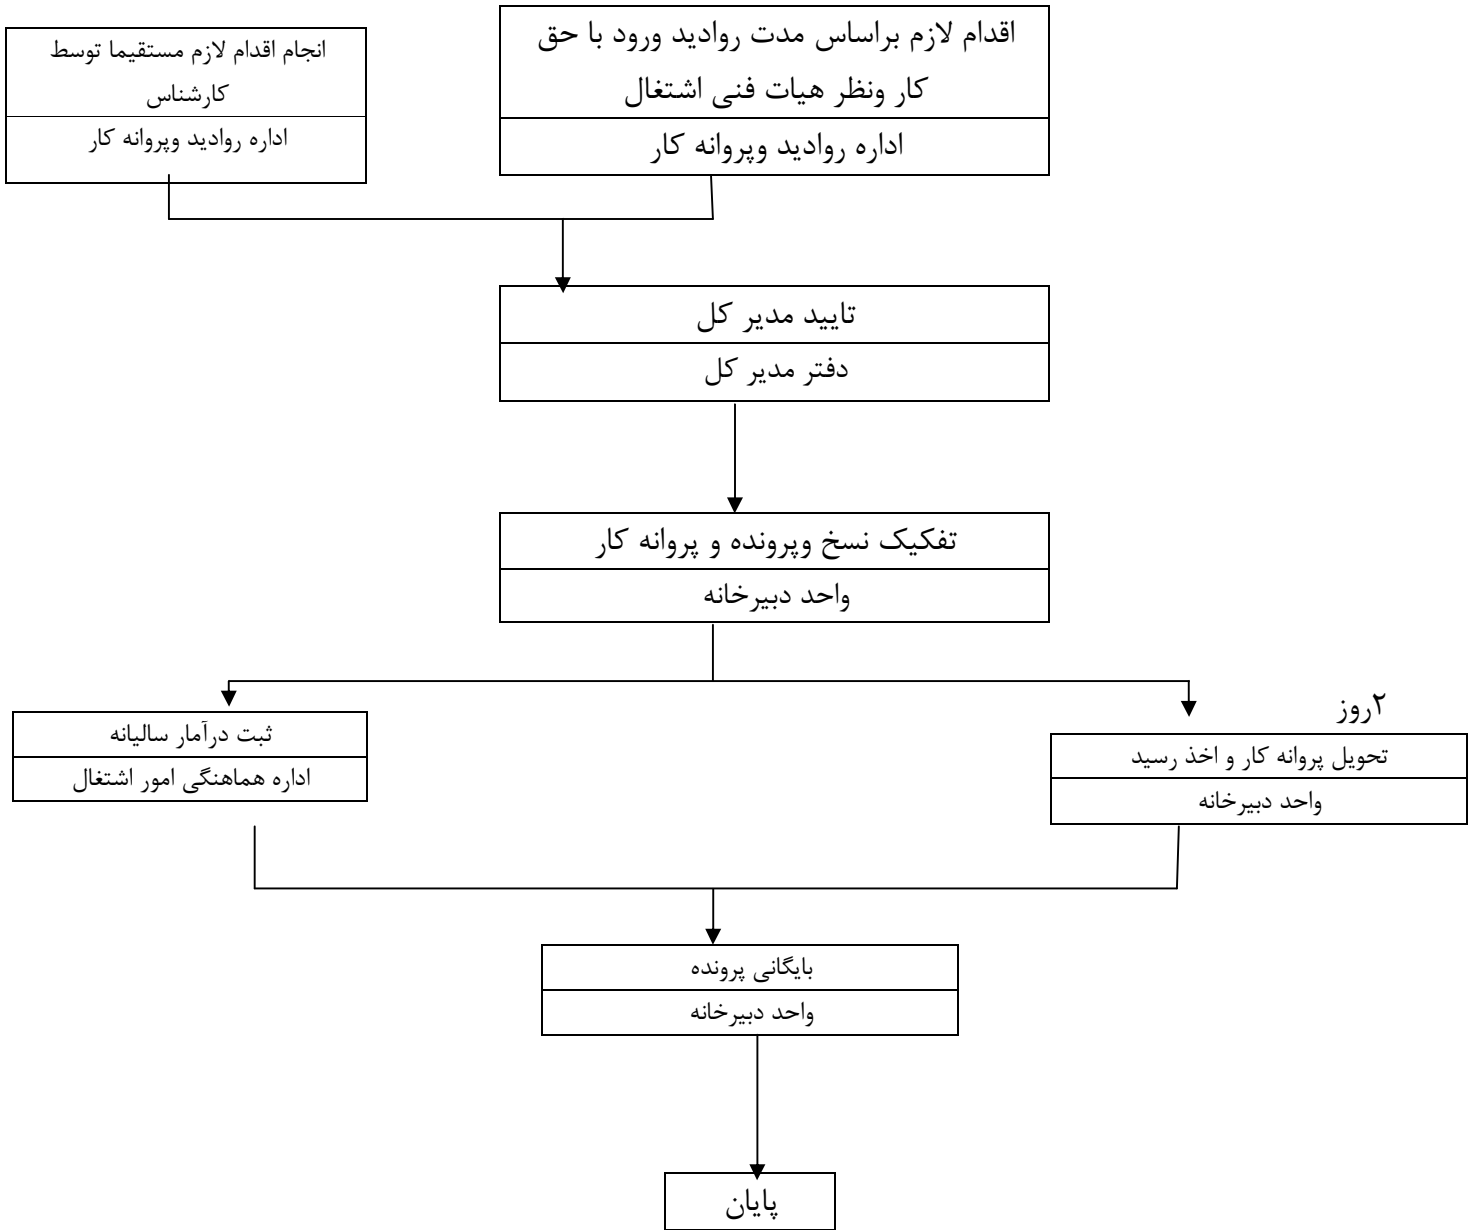 اقدام لازم براساس مدت روادید ورود با حق
کار ونظر هیات فنی اشتغال
اداره روادید وپروانه کار
انجام اقدام لازم مستقیما توسط
کارشناس
اداره روادید وپروانه کار
تایید مدیر کل
دفتر مدیر کل
تفکیک نسخ وپرونده و پروانه کار
واحد دبیرخانه
۲روز
تحویل پروانه کار و اخذ رسید
واحد دبیرخانه
ثبت درآمار سالیانه
اداره هماهنگی امور اشتغال
بایگانی پرونده
واحد دبیرخانه
پایان